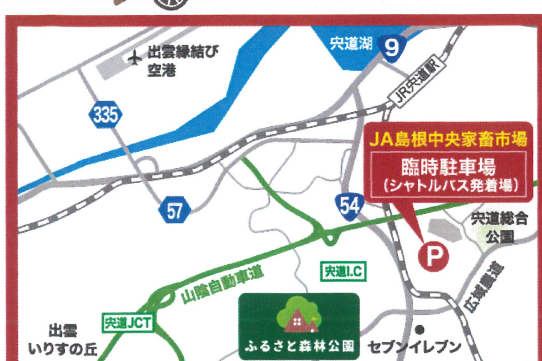 宍道湖
9
出雲縁結び
空港
JR宍道駅
335
JA島根中央家畜市場
臨時駐車場
(シャトルバス発着場)
57
54
宍道総合
公園
P
宍道I.C
山陰自動車道
広域農道
宍道JCT
出雲
いりすの丘
ふるさと森林公園
セブンイレブン